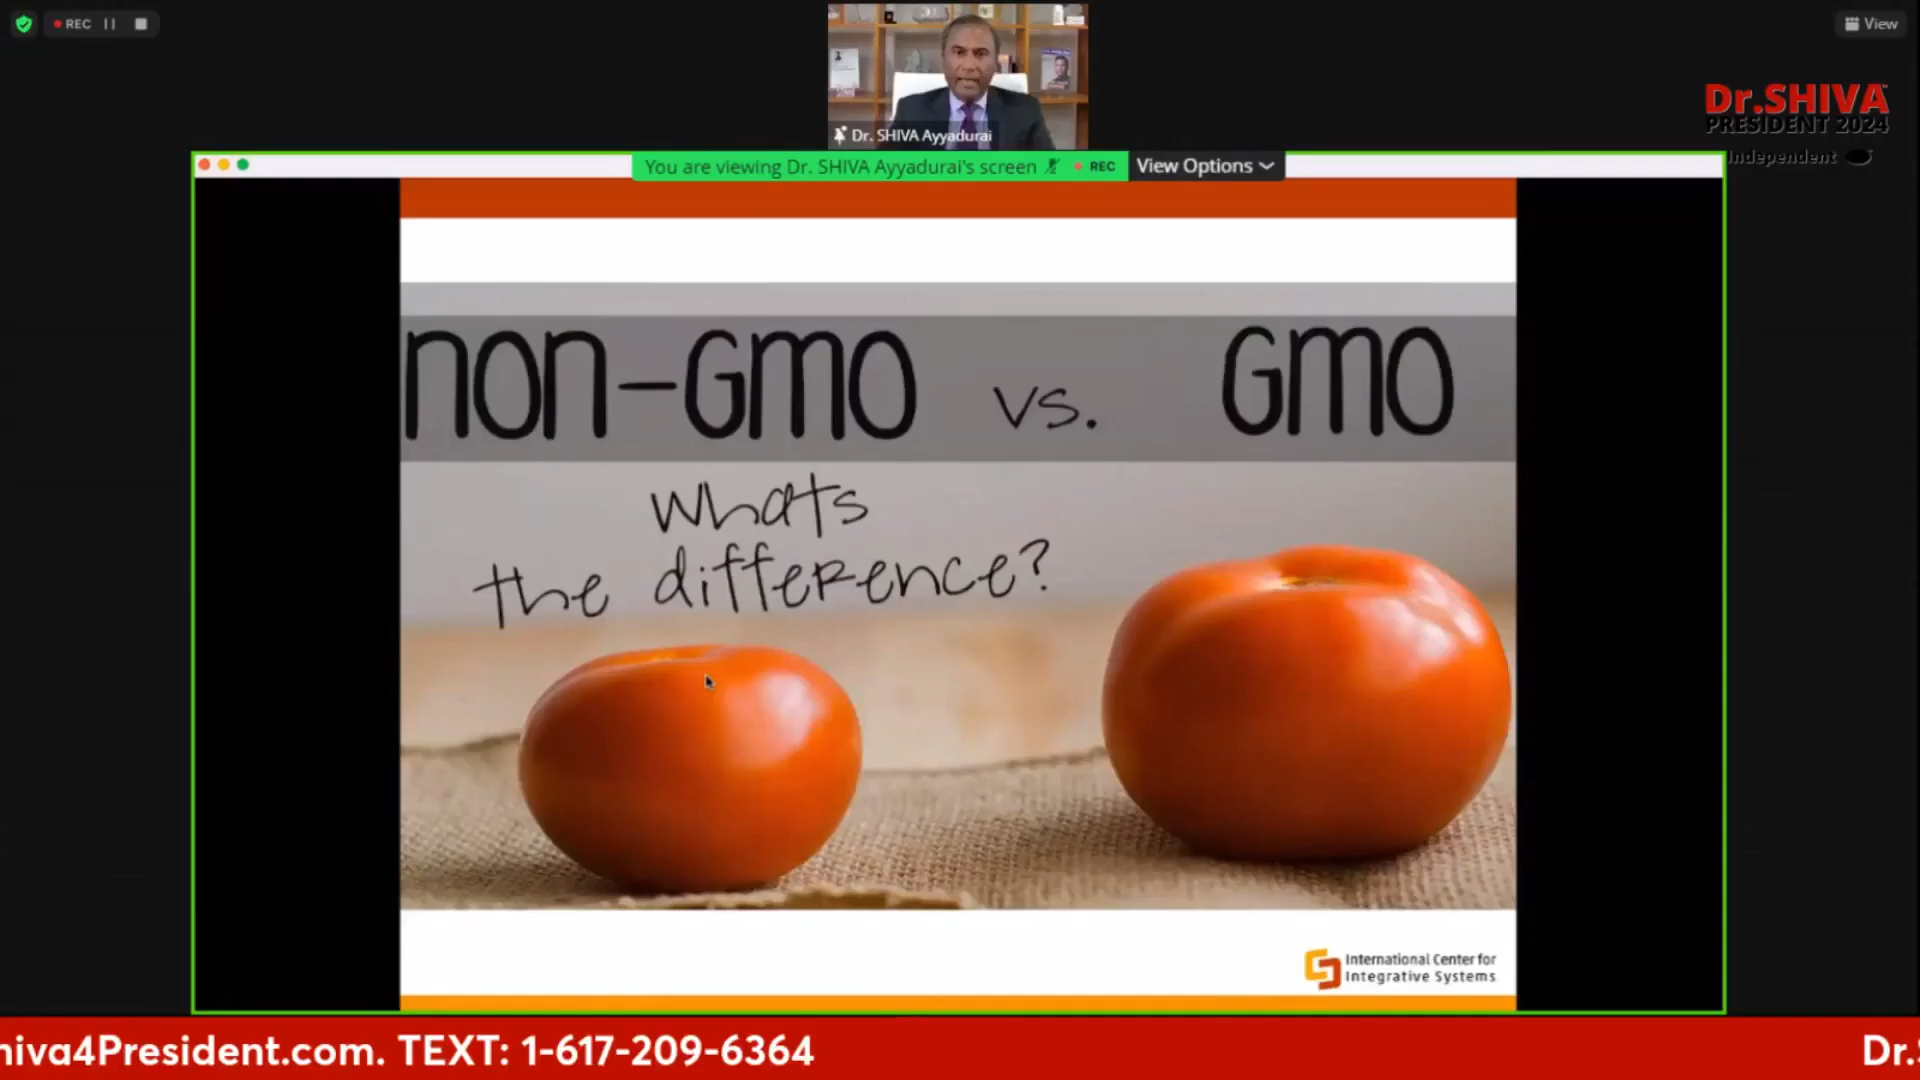 REC
View
Dr.SHIVA
PRESIDENT 2024
Independent
Dr. SHIVA Ayyadurai
You are viewing Dr. SHIVA Ayyadurai's screen
REC
View Options
non-GMO vs. GMO
Whats
the difference?
International Center for
Integrative Systems
hiva4President.com. TEXT: 1-617-209-6364
Dr.